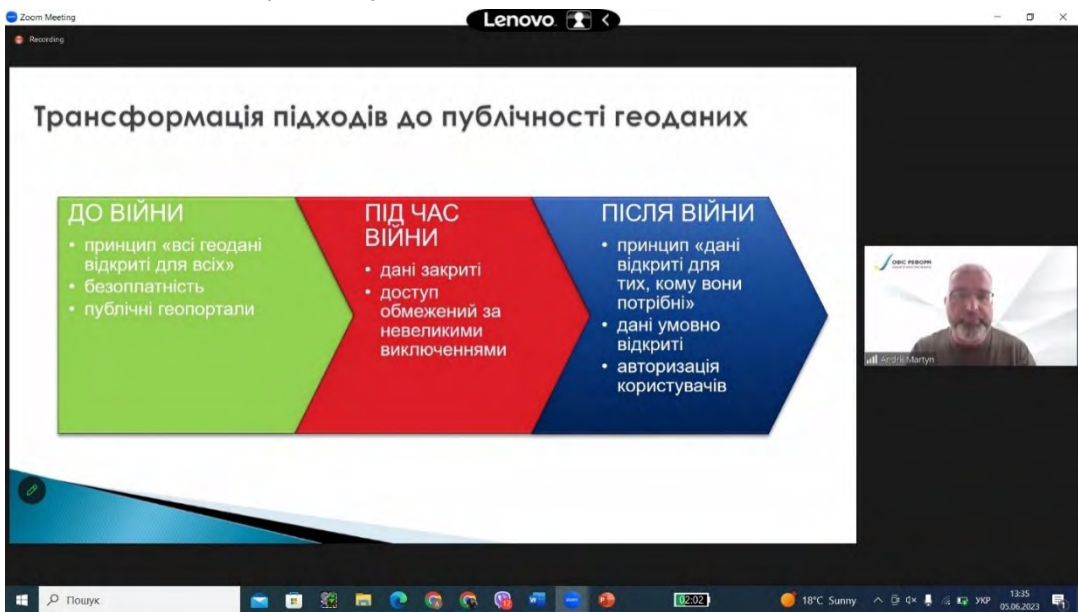 Zoom Meeting
Lenovo
Recording
Трансформація підходів до публічності геоданих
ДО ВІЙНИ
• принцип «всі геодані
відкриті для всіх»
• безоплатність
• публічні геопортали
ПІД ЧАС
ВІЙНИ
• дані закриті
• доступ
обмежений за
невеликими
виключеннями
ПІСЛЯ ВІЙНИ
• принцип «дані
відкриті для
тих, кому вони
потрібні»
• дані умовно
відкриті
• авторизація
користувачів
ОФІС РЕФОРМ
Andrii Martyn
Пошук
02:02
18°C Sunny
УКР
13:35
05.06.2023